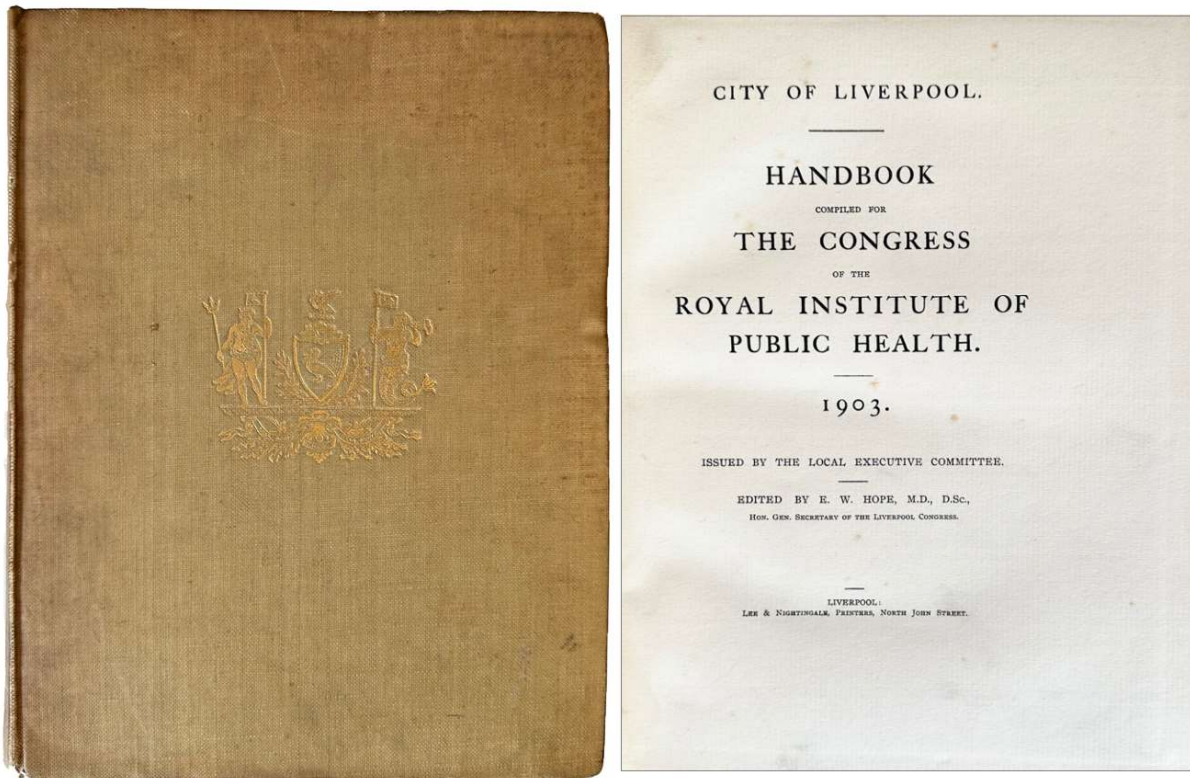 CITY OF LIVERPOOL.
HANDBOOK
COMPILED FOR
THE CONGRESS
OF THE
ROYAL INSTITUTE OF
PUBLIC HEALTH.
1903.
ISSUED BY THE LOCAL EXECUTIVE COMMITTEE.
EDITED BY E. W. HOPE, M.D., D.Sc.,
HON. GEN. SECRETARY OF THE LIVERPOOL CONGRESS.
LIVERPOOL:
LEE & NIGHTINGALE, PRINTERS, NORTH JOHN STREET.